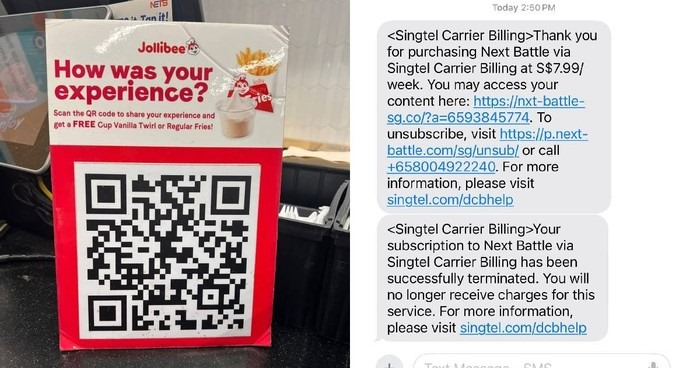 NETS
Tap it!
Jollibee
How was your
experience?
Scan the QR code to share your experience and
get a FREE Cup Vanilla Twirl or Regular Fries!
Today 2:50 PM
<Singtel Carrier Billing>Thank you
for purchasing Next Battle via
Singtel Carrier Billing at S$7.99/
week. You may access your
content here: https://nxt-battle-
sg.co/?a=6593845774. To
unsubscribe, visit https://p.next-
battle.com/sg/unsub/ or call
+658004922240. For more
information, please visit
singtel.com/dcbhelp
<Singtel Carrier Billing>Your
subscription to Next Battle via
Singtel Carrier Billing has been
successfully terminated. You will
no longer receive charges for this
service. For more information,
please visit singtel.com/dcbhelp
Text Message · SMS